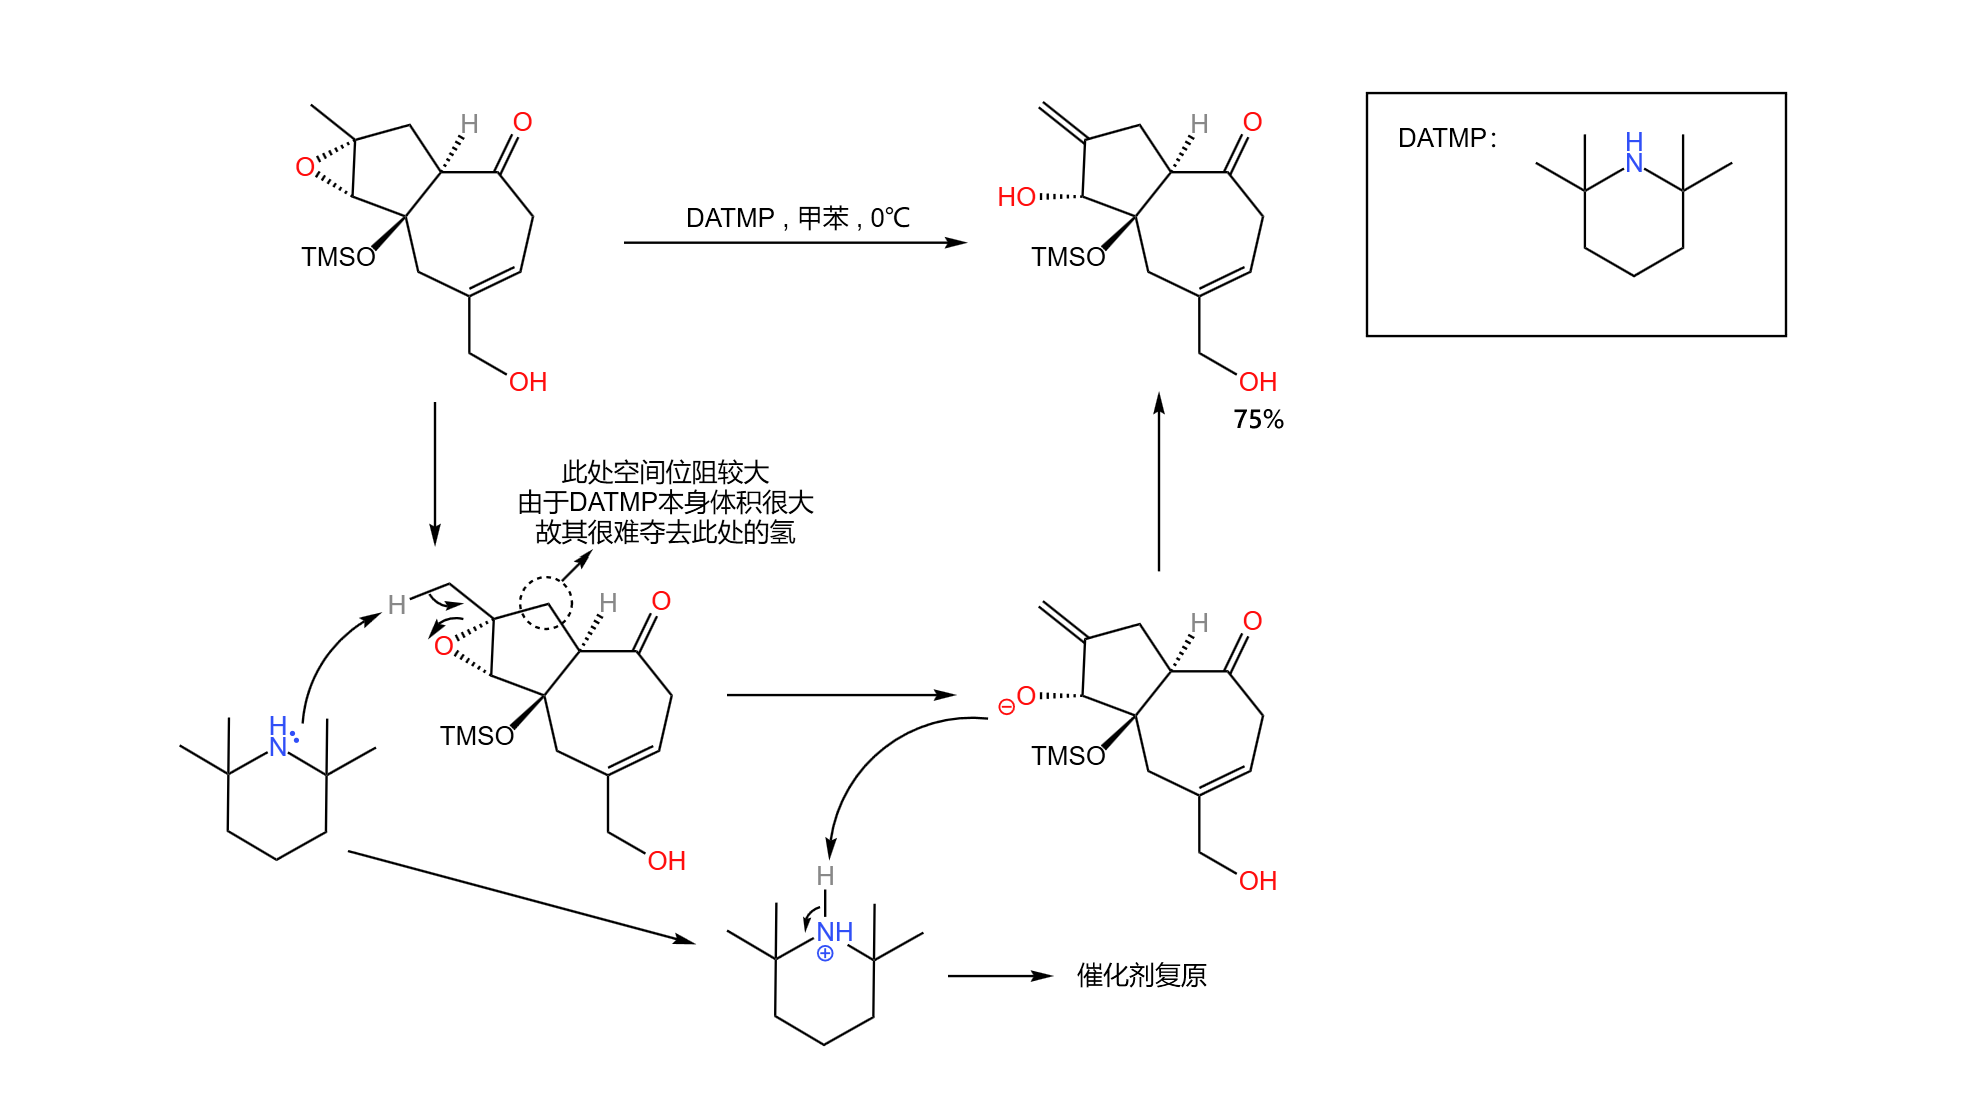 H
O
O
TMSO
OH
DATMP , 甲苯 , 0℃
H
O
HO
TMSO
OH
75%
DATMP:
H
N
此处空间位阻较大
由于DATMP本身体积很大
故其很难夺去此处的氢
H
H
O
O
TMSO
OH
H
N
H
O
⊖
O
TMSO
OH
H
NH
⊕
催化剂复原